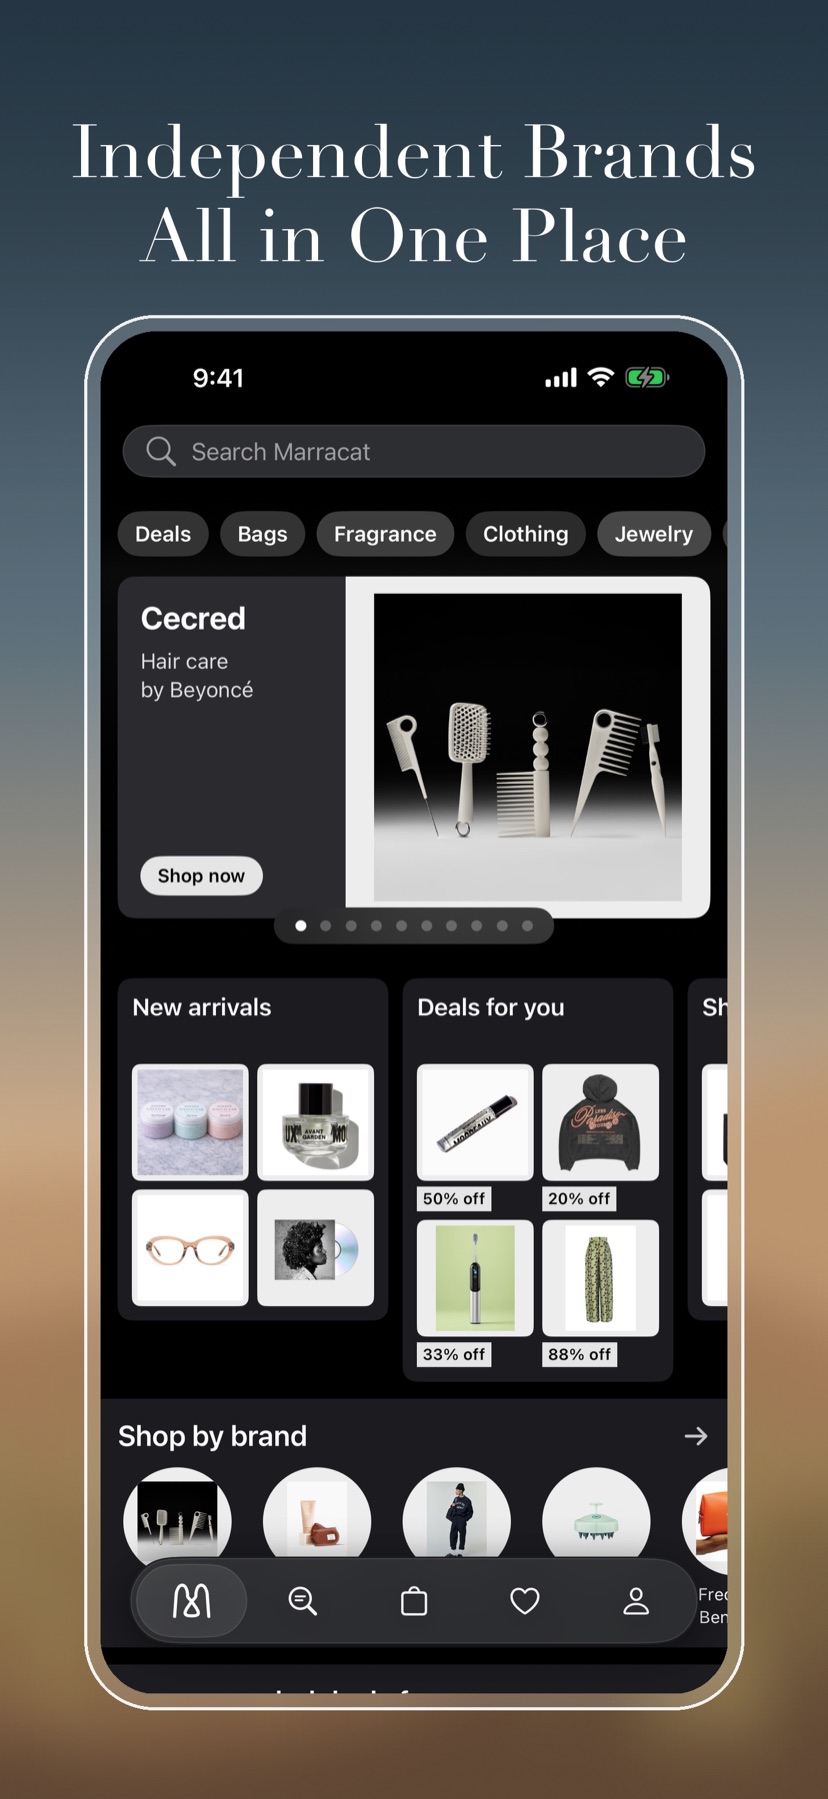 Independent Brands
All in One Place
9:41
Search Marracat
Deals
Bags
Fragrance
Clothing
Jewelry
Cecred
Hair care
by Beyoncé
Shop now
New arrivals
Deals for you
AVANT
GARDEN
50% off
20% off
33% off
88% off
Shop by brand